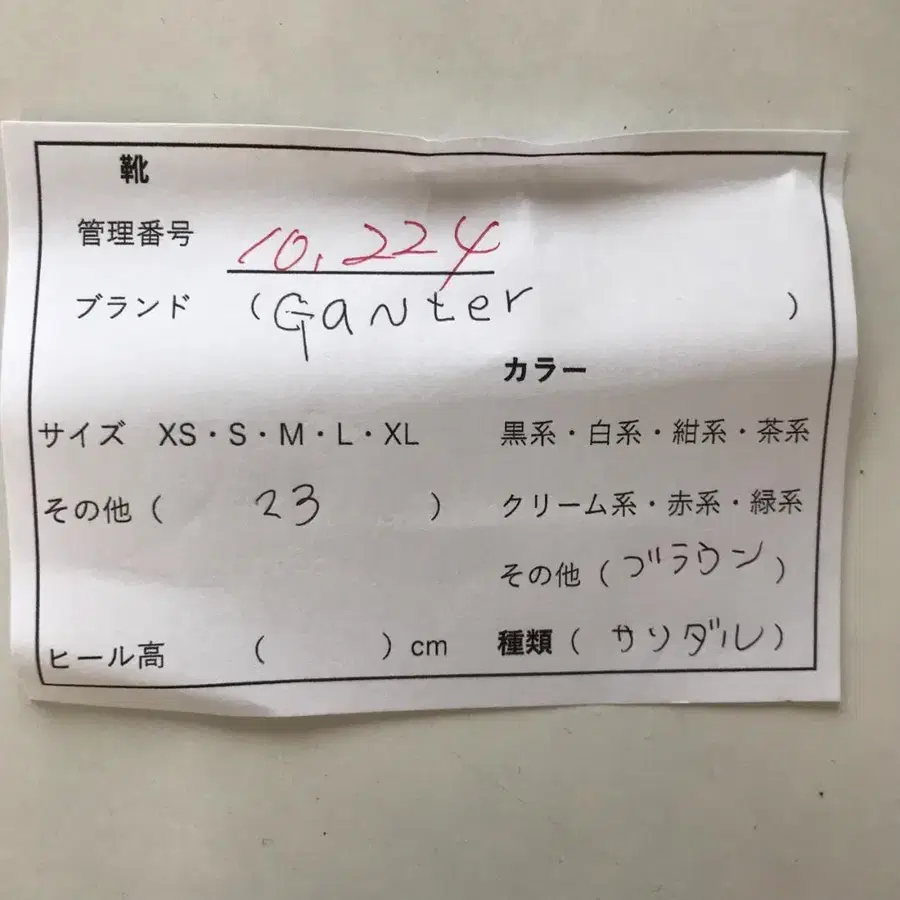 靴
管理番号 10,224
ブランド (Ganter)
カラー
サイズ XS・S・M・L・XL
黒系・白系・紺系・茶系
その他 ( 23 )
クリーム系・赤系・緑系
その他 (ブラウン)
ヒール高 ( ) cm
種類 (サンダル)